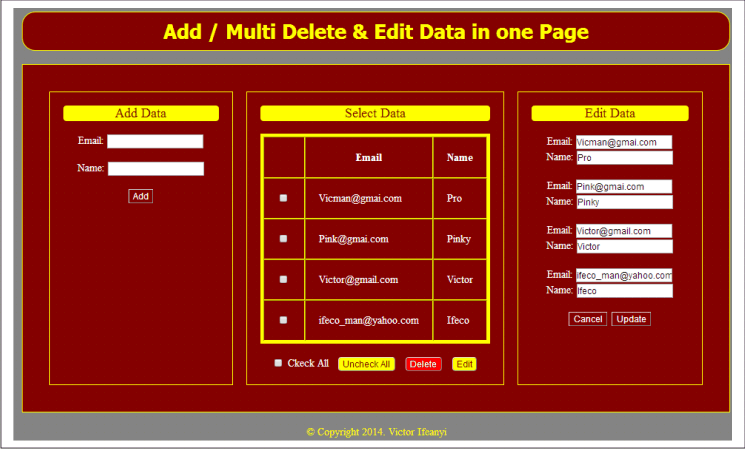 Add / Multi Delete & Edit Data in one Page
Add Data
Email:
Name:
Add
Select Data
Email Name
Vicman@gmai.com Pro
Pink@gmai.com Pinky
Victor@gmail.com Victor
ifeco_man@yahoo.com Ifeco
Ckeck All Uncheck All Delete Edit
Edit Data
Email: Vicman@gmai.com
Name: Pro
Email: Pink@gmai.com
Name: Pinky
Email: Victor@gmail.com
Name: Victor
Email: ifeco_man@yahoo.com
Name: Ifeco
Cancel Update
© Copyright 2014. Victor Ifeanyi